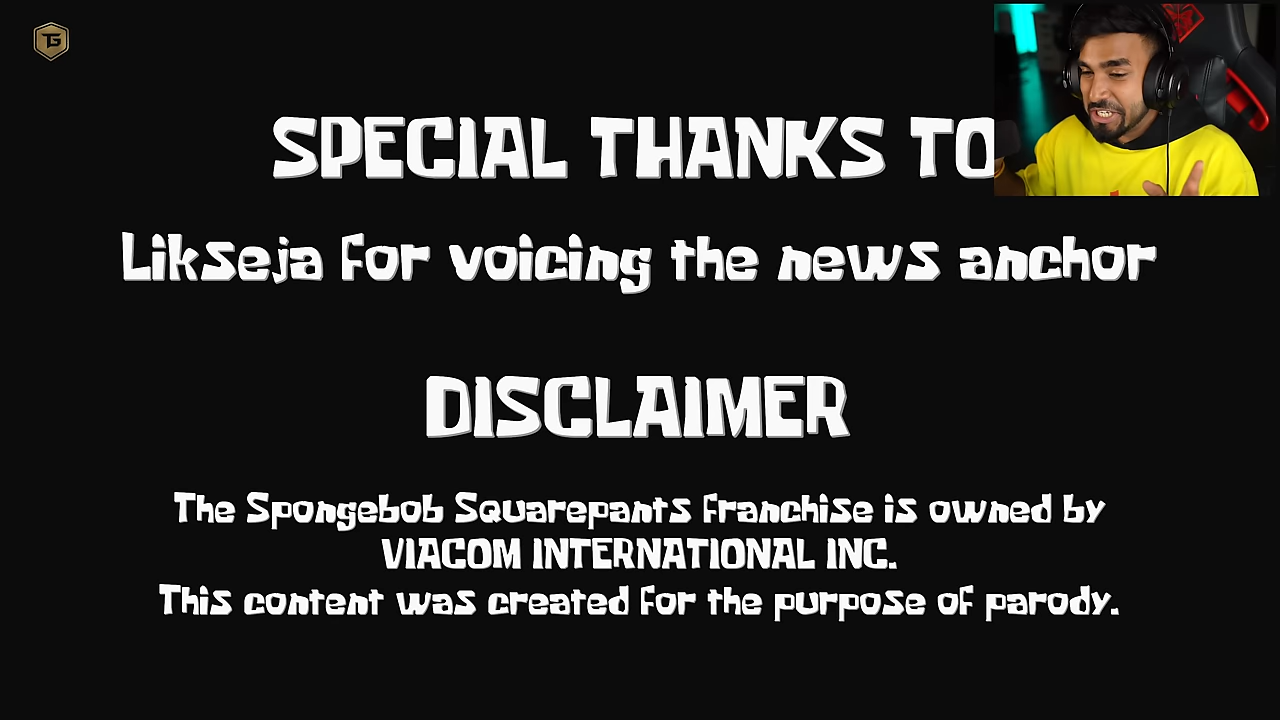 TG
SPECIAL THANKS TO
Likseja for voicing the news anchor
DISCLAIMER
The Spongebob Squarepants franchise is owned by
VIACOM INTERNATIONAL INC.
This content was created for the purpose of parody.